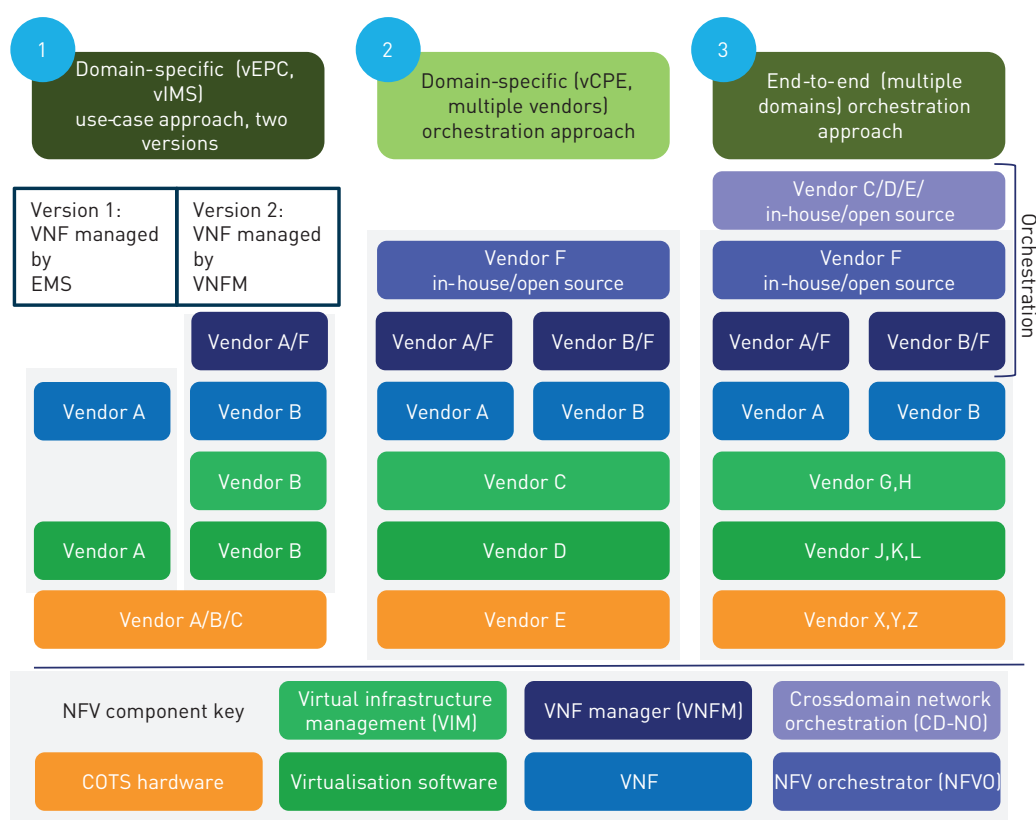 1
Domain-specific (vEPC,
vIMS)
use-case approach, two
versions
2
Domain-specific (vCPE,
multiple vendors)
orchestration approach
3
End-to-end (multiple
domains) orchestration
approach
Version 1:
VNF managed
by
EMS
Version 2:
VNF managed
by
VNFM
Vendor A/F
Vendor A
Vendor B
Vendor B
Vendor A
Vendor B
Vendor A/B/C
Vendor F
in-house/open source
Vendor A/F
Vendor B/F
Vendor A
Vendor B
Vendor C
Vendor D
Vendor E
Vendor C/D/E/
in-house/open source
Vendor F
in-house/open source
Vendor A/F
Vendor B/F
Orchestration
Vendor A
Vendor B
Vendor G,H
Vendor J,K,L
Vendor X,Y,Z
NFV component key
Virtual infrastructure
management (VIM)
VNF manager (VNFM)
Cross-domain network
orchestration (CD-NO)
COTS hardware
Virtualisation software
VNF
NFV orchestrator (NFVO)